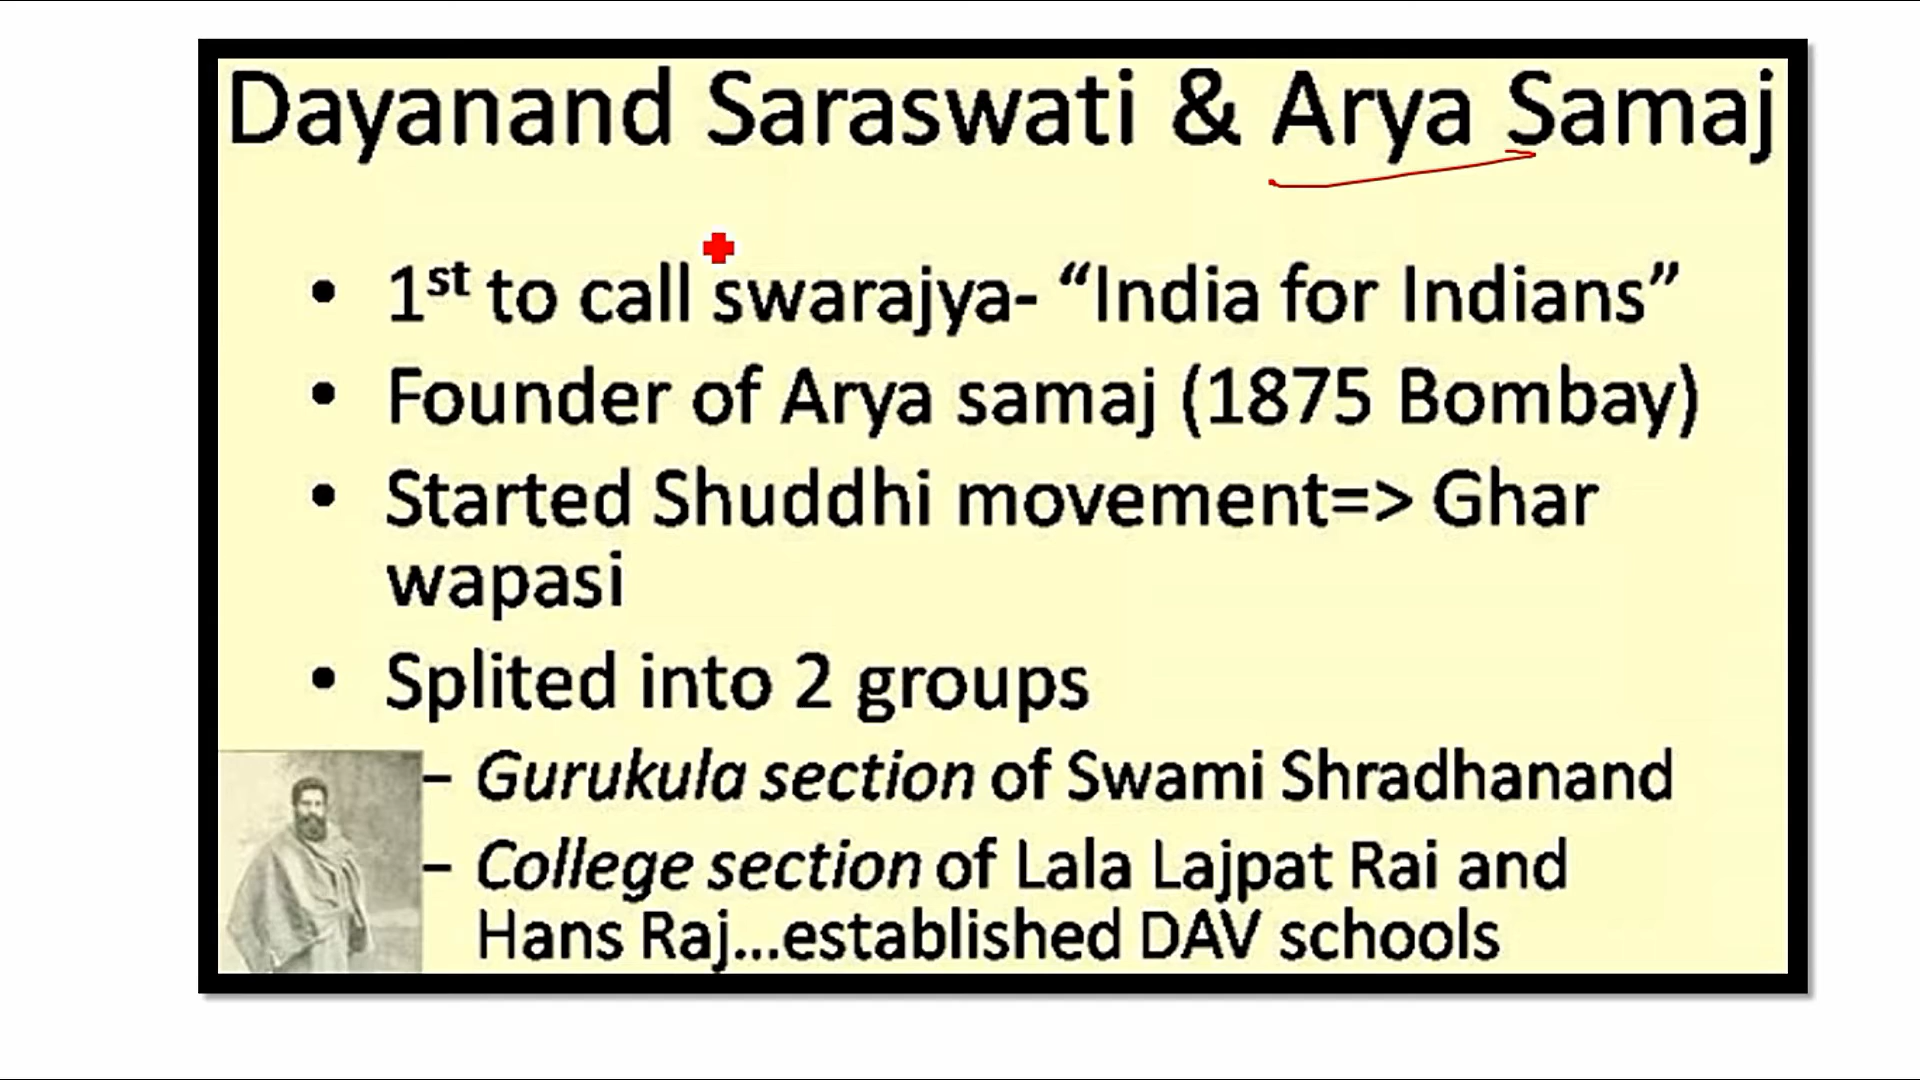 Dayanand Saraswati & Arya Samaj
• 1st to call swarajya- “India for Indians”
• Founder of Arya samaj (1875 Bombay)
• Started Shuddhi movement=> Ghar
wapasi
• Splited into 2 groups
– Gurukula section of Swami Shradhanand
– College section of Lala Lajpat Rai and
Hans Raj...established DAV schools